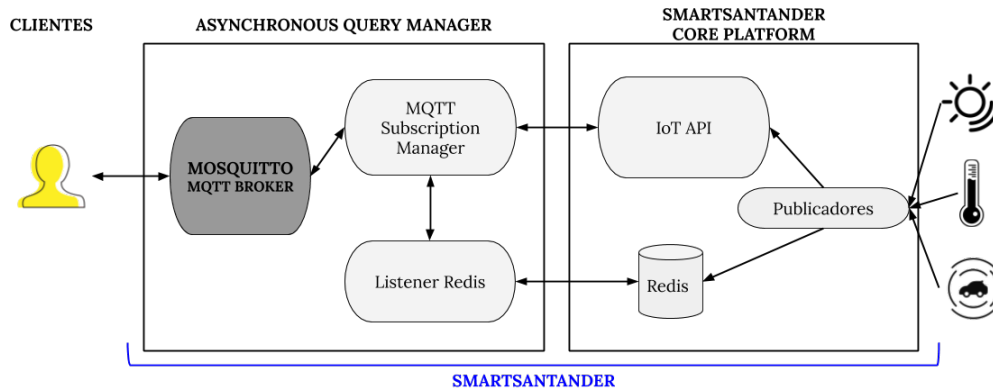 CLIENTES
ASYNCHRONOUS QUERY MANAGER
SMARTSANTANDER
CORE PLATFORM
MOSQUITTO
MQTT BROKER
MQTT
Subscription
Manager
IoT API
Publicadores
Listener Redis
Redis
SMARTSANTANDER